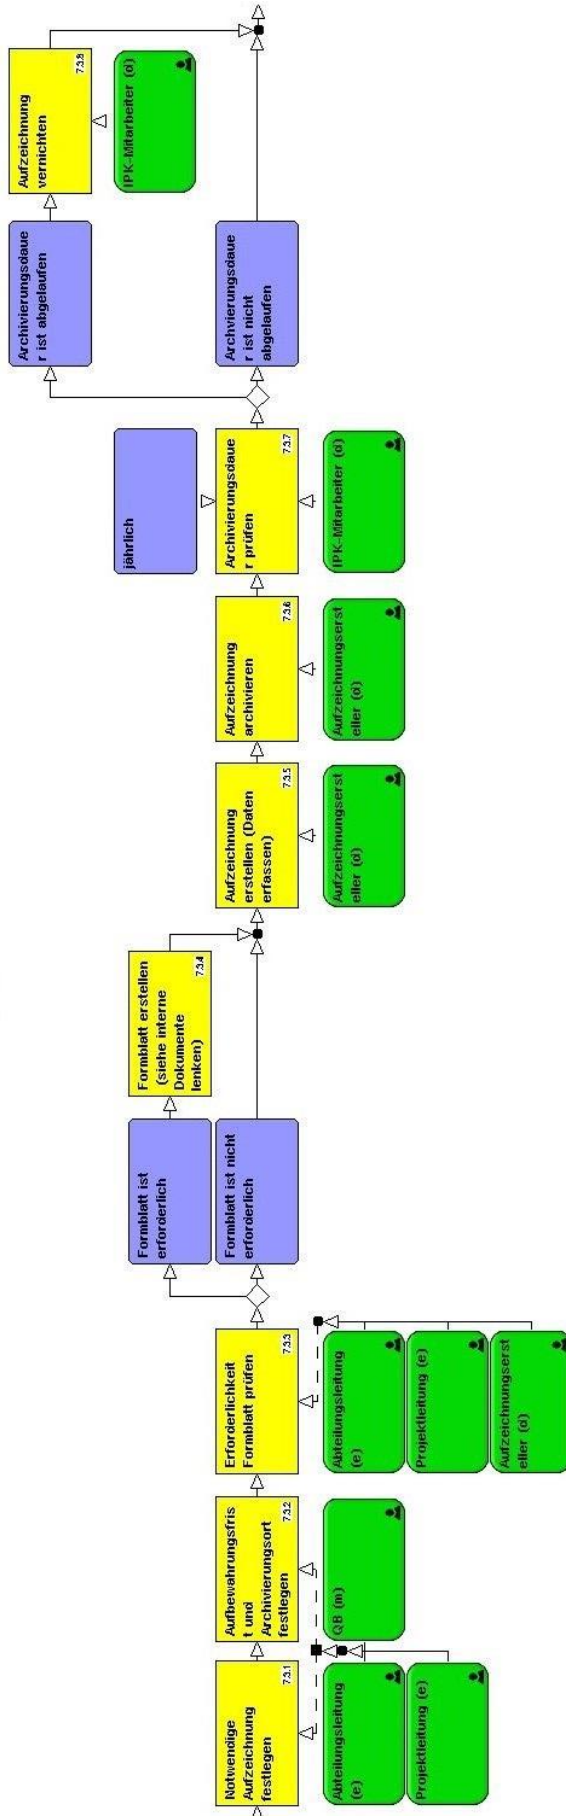 Notwendige
Aufzeichnung
festlegen
7.3.1
Abteilungsleitung
(e)
Projektleitung (e)
Aufbewahrungsfris
t und
Archivierungsort
festlegen
7.3.2
QB (m)
Erforderlichkeit
Formblatt prüfen
7.3.3
Abteilungsleitung
(e)
Projektleitung (e)
Aufzeichnungserst
eller (d)
Formblatt ist
erforderlich
Formblatt ist nicht
erforderlich
Formblatt erstellen
(siehe interne
Dokumente
lenken)
7.3.4
Aufzeichnung
erstellen (Daten
erfassen)
7.3.5
Aufzeichnungserst
eller (d)
Aufzeichnung
archivieren
7.3.6
Aufzeichnungserst
eller (d)
jährlich
Archivierungsdaue
r prüfen
7.3.7
IPK-Mitarbeiter (d)
Archivierungsdaue
r ist abgelaufen
Archvierungsdaue
r ist nicht
abgelaufen
Aufzeichnung
vernichten
7.3.8
IPK-Mitarbeiter (d)